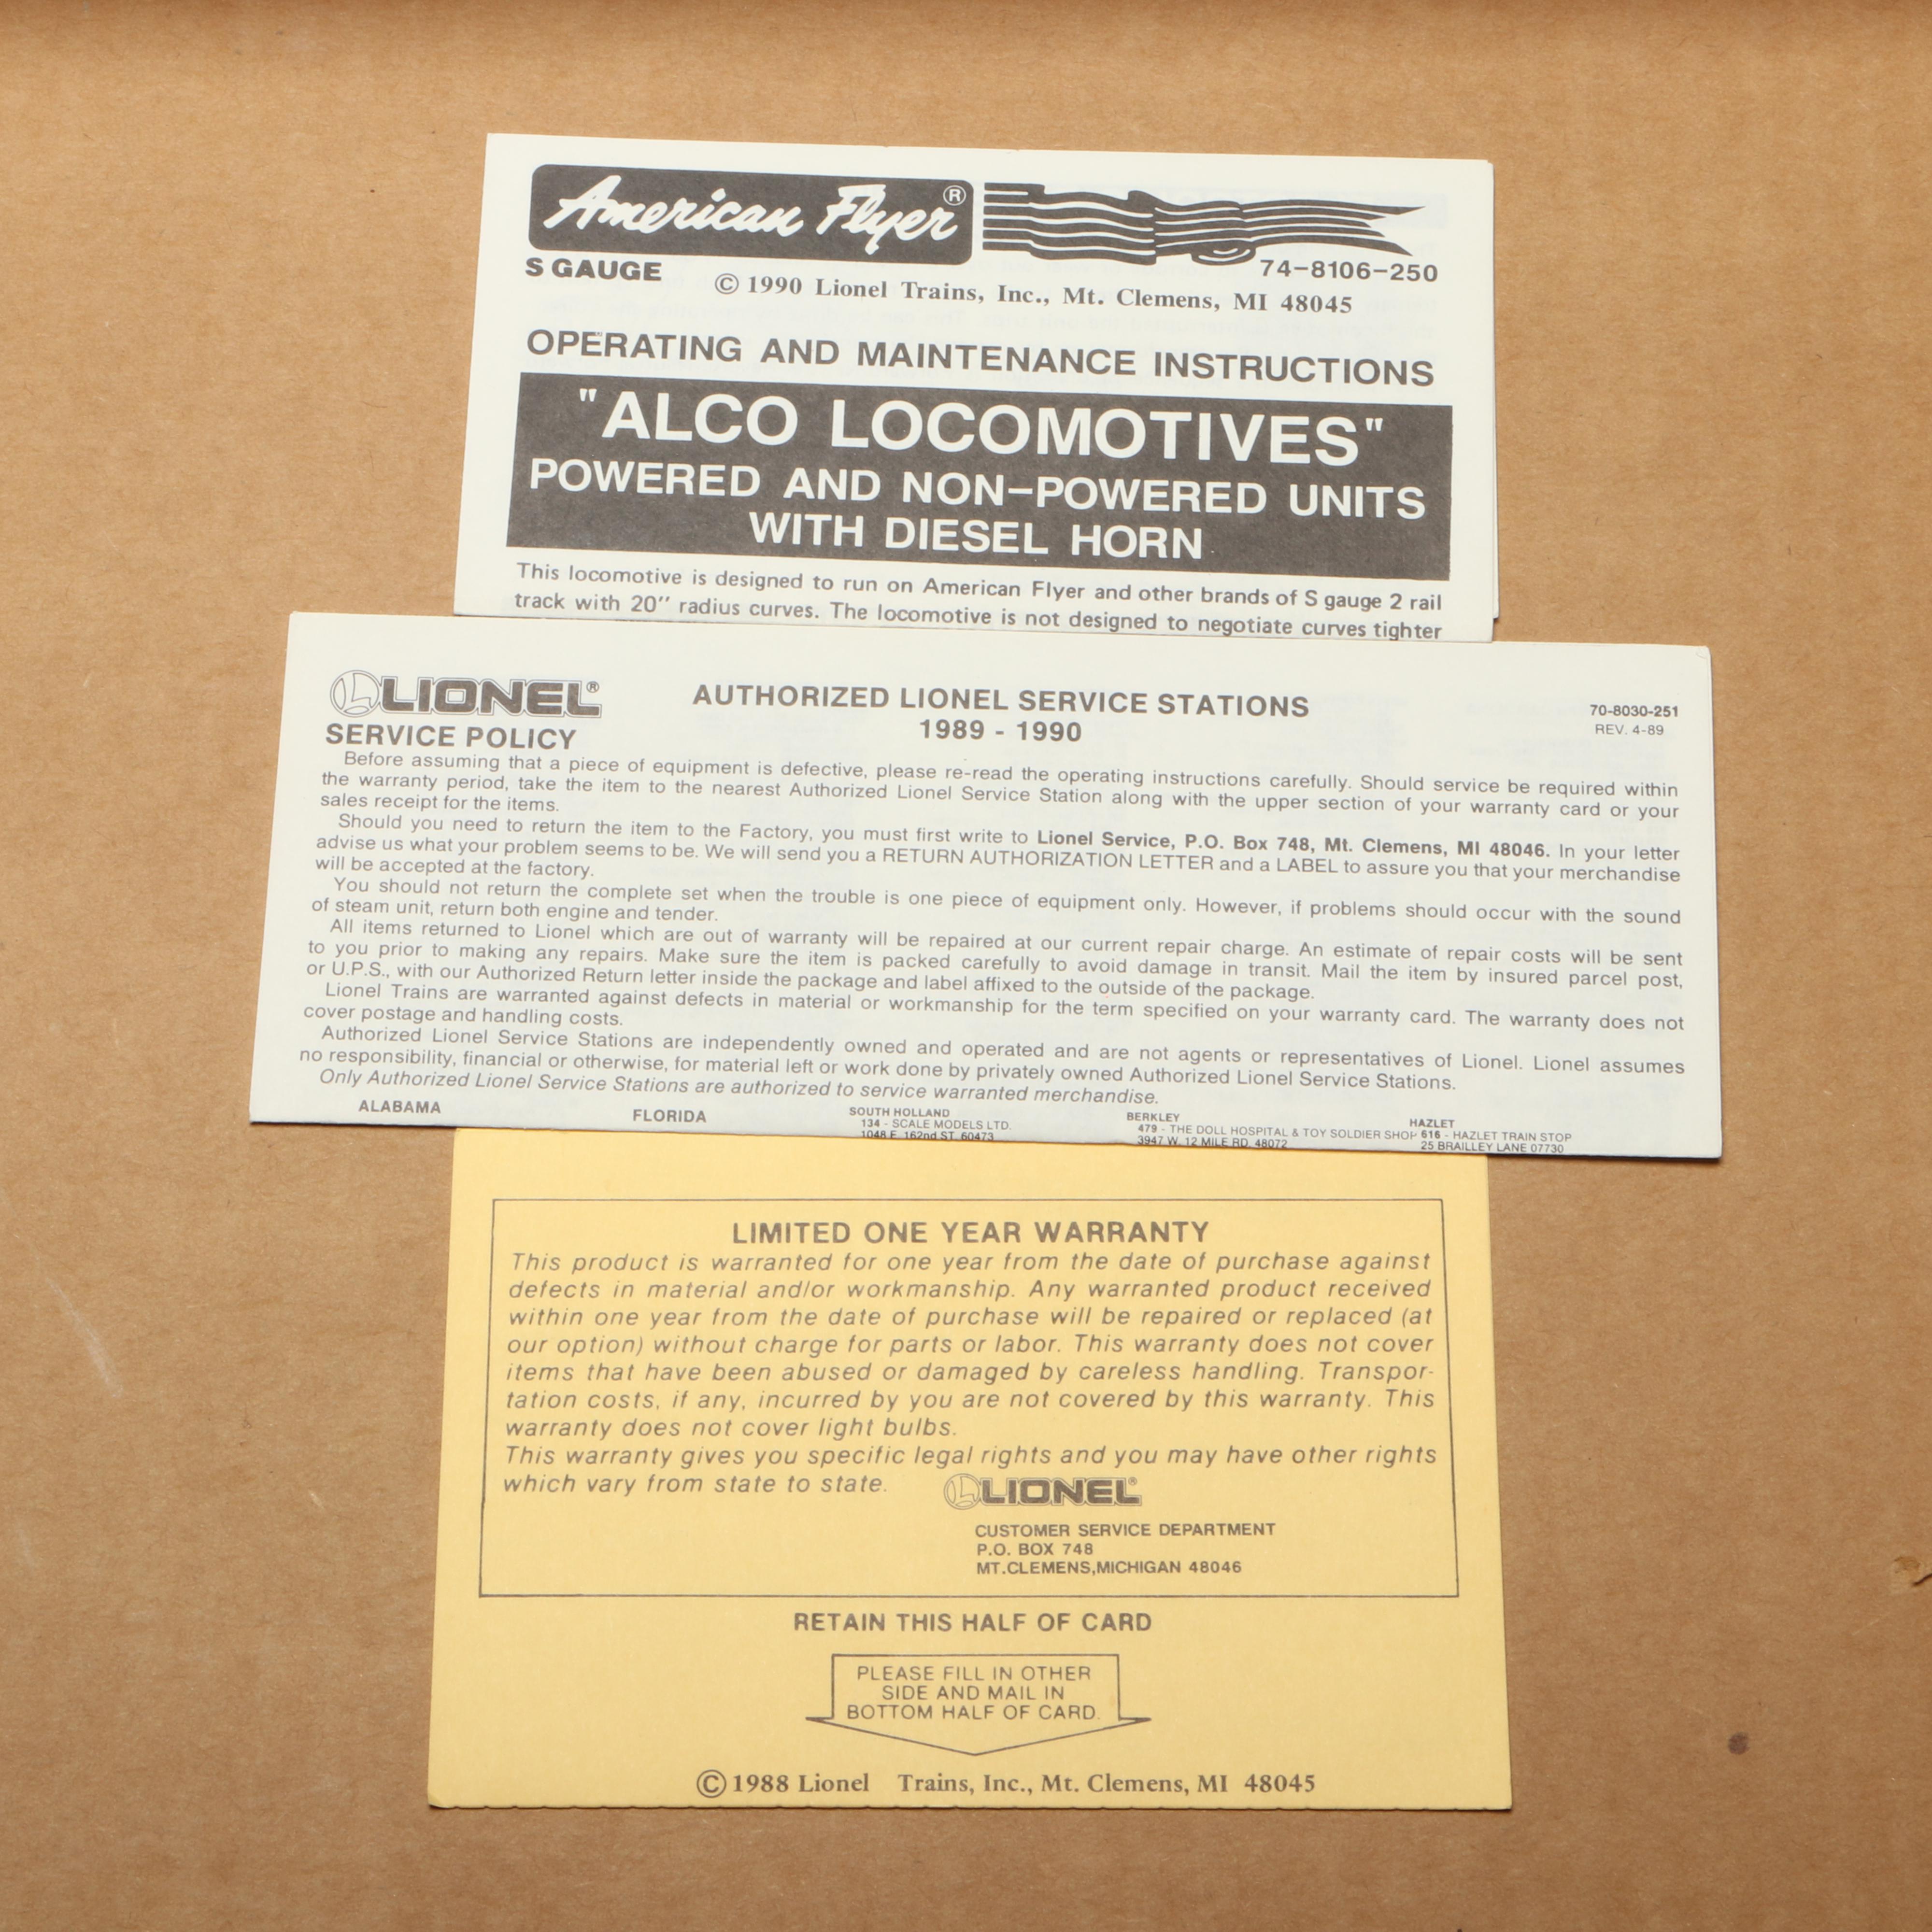 American Flyer®
S GAUGE
74-8106-250
© 1990 Lionel Trains, Inc., Mt. Clemens, MI 48045
OPERATING AND MAINTENANCE INSTRUCTIONS
"ALCO LOCOMOTIVES"
POWERED AND NON-POWERED UNITS
WITH DIESEL HORN
This locomotive is designed to run on American Flyer and other brands of S gauge 2 rail
track with 20" radius curves. The locomotive is not designed to negotiate curves tighter
LIONEL®
SERVICE POLICY
AUTHORIZED LIONEL SERVICE STATIONS
1989 - 1990
70-8030-251
REV. 4-89
Before assuming that a piece of equipment is defective, please re-read the operating instructions carefully. Should service be required within
the warranty period, take the item to the nearest Authorized Lionel Service Station along with the upper section of your warranty card or your
sales receipt for the items.
Should you need to return the item to the Factory, you must first write to Lionel Service, P.O. Box 748, Mt. Clemens, MI 48046. In your letter
advise us what your problem seems to be. We will send you a RETURN AUTHORIZATION LETTER and a LABEL to assure you that your merchandise
will be accepted at the factory.
You should not return the complete set when the trouble is one piece of equipment only. However, if problems should occur with the sound
of steam unit, return both engine and tender.
All items returned to Lionel which are out of warranty will be repaired at our current repair charge. An estimate of repair costs will be sent
to you prior to making any repairs. Make sure the item is packed carefully to avoid damage in transit. Mail the item by insured parcel post,
or U.P.S., with our Authorized Return letter inside the package and label affixed to the outside of the package.
Lionel Trains are warranted against defects in material or workmanship for the term specified on your warranty card. The warranty does not
cover postage and handling costs.
Authorized Lionel Service Stations are independently owned and operated and are not agents or representatives of Lionel. Lionel assumes
no responsibility, financial or otherwise, for material left or work done by privately owned Authorized Lionel Service Stations.
Only Authorized Lionel Service Stations are authorized to service warranted merchandise.
ALABAMA
FLORIDA
SOUTH HOLLAND
134 - SCALE MODELS LTD.
1048 E. 162nd ST. 60473
BERKLEY
479 - THE DOLL HOSPITAL & TOY SOLDIER SHOP
3947 W. 12 MILE RD. 48072
HAZLET
616 - HAZLET TRAIN STOP
25 BRAILLEY LANE 07730
LIMITED ONE YEAR WARRANTY
This product is warranted for one year from the date of purchase against
defects in material and/or workmanship. Any warranted product received
within one year from the date of purchase will be repaired or replaced (at
our option) without charge for parts or labor. This warranty does not cover
items that have been abused or damaged by careless handling. Transpor-
tation costs, if any, incurred by you are not covered by this warranty. This
warranty does not cover light bulbs.
This warranty gives you specific legal rights and you may have other rights
which vary from state to state.
LIONEL®
CUSTOMER SERVICE DEPARTMENT
P.O. BOX 748
MT.CLEMENS,MICHIGAN 48046
RETAIN THIS HALF OF CARD
PLEASE FILL IN OTHER
SIDE AND MAIL IN
BOTTOM HALF OF CARD.
© 1988 Lionel Trains, Inc., Mt. Clemens, MI 48045